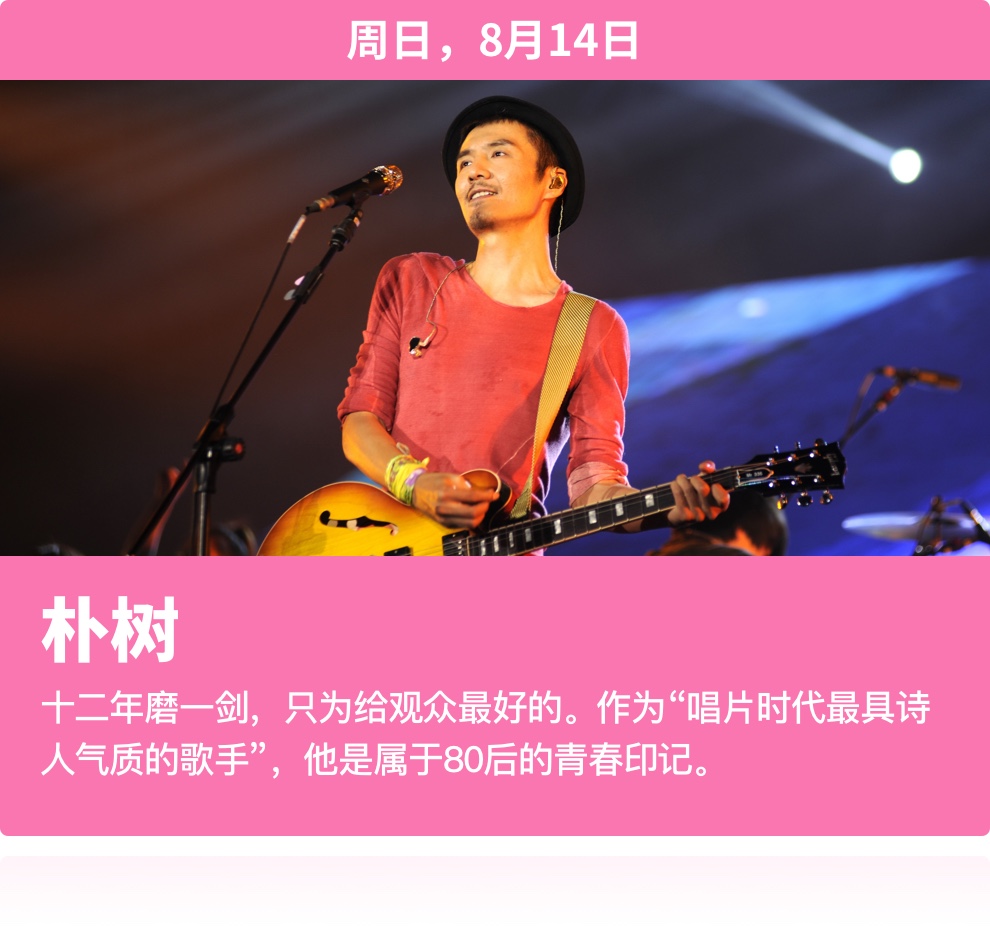 周日，8月14日
朴树
十二年磨一剑，只为给观众最好的。作为“唱片时代最具诗
人气质的歌手”，他是属于80后的青春印记。